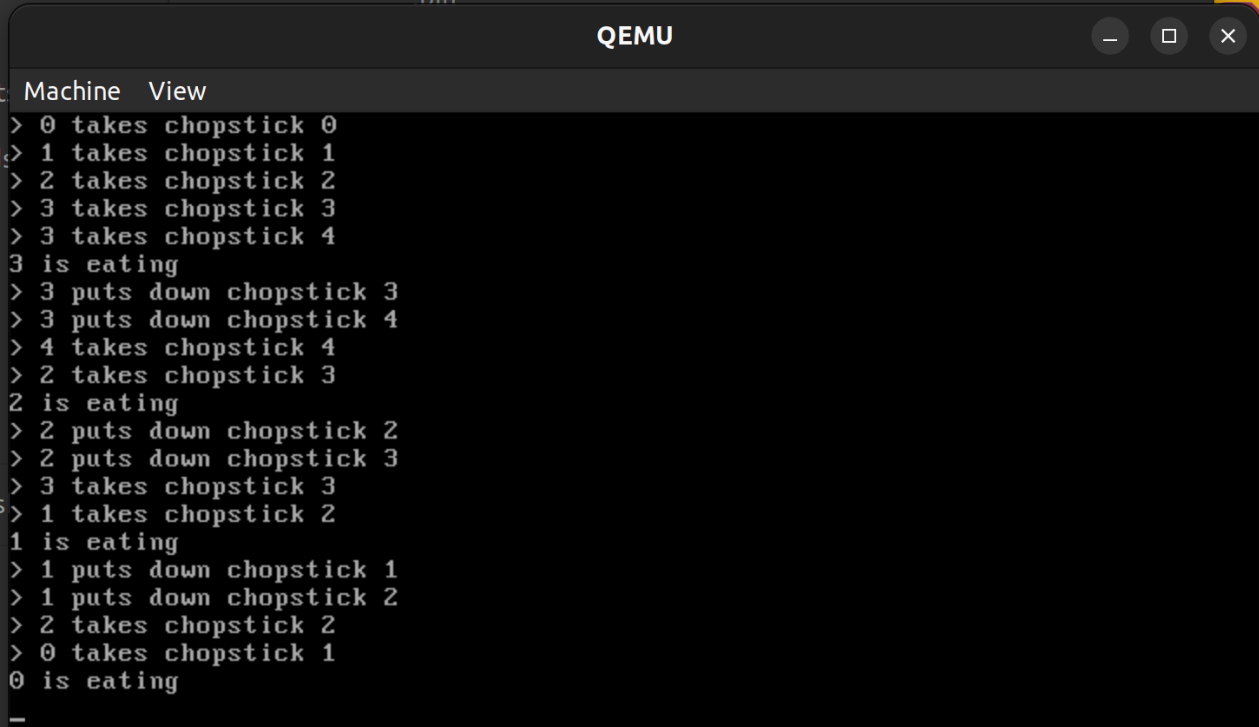 QEMU
Machine View
> 0 takes chopstick 0
> 1 takes chopstick 1
> 2 takes chopstick 2
> 3 takes chopstick 3
> 3 takes chopstick 4
3 is eating
> 3 puts down chopstick 3
> 3 puts down chopstick 4
> 4 takes chopstick 4
> 2 takes chopstick 3
2 is eating
> 2 puts down chopstick 2
> 2 puts down chopstick 3
> 3 takes chopstick 3
> 1 takes chopstick 2
1 is eating
> 1 puts down chopstick 1
> 1 puts down chopstick 2
> 2 takes chopstick 2
> 0 takes chopstick 1
0 is eating
_